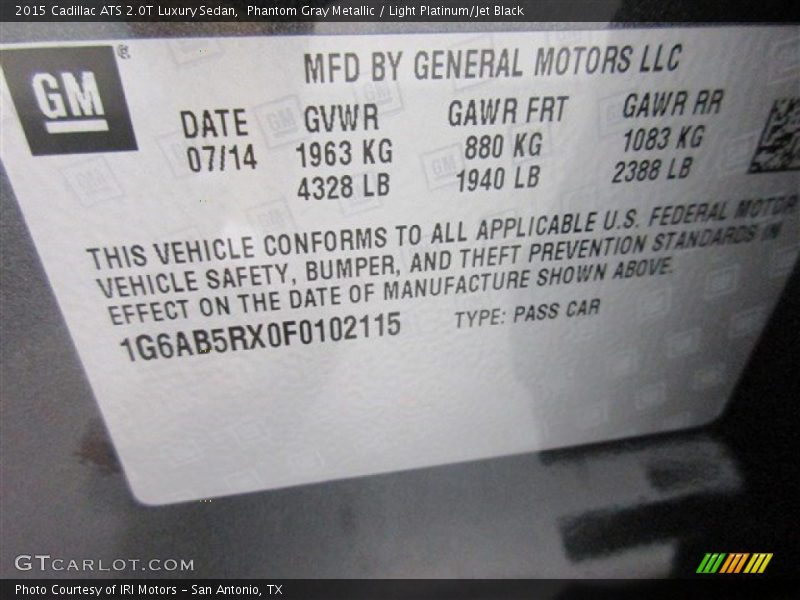 2015 Cadillac ATS 2.0T Luxury Sedan, Phantom Gray Metallic / Light Platinum/Jet Black
GM®
MFD BY GENERAL MOTORS LLC
DATE GVWR GAWR FRT GAWR RR
07/14 1963 KG 880 KG 1083 KG
4328 LB 1940 LB 2388 LB
THIS VEHICLE CONFORMS TO ALL APPLICABLE U.S. FEDERAL MOTOR
VEHICLE SAFETY, BUMPER, AND THEFT PREVENTION STANDARDS IN
EFFECT ON THE DATE OF MANUFACTURE SHOWN ABOVE.
1G6AB5RX0F0102115 TYPE: PASS CAR
GTCARLOT.COM
Photo Courtesy of IRI Motors - San Antonio, TX